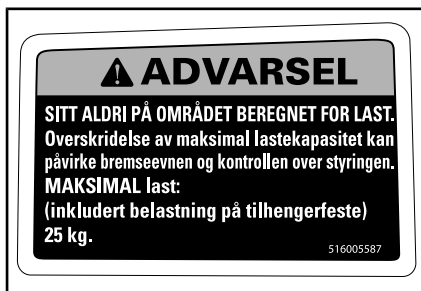 ADVARSEL
SITT ALDRI PÅ OMRÅDET BEREGNET FOR LAST.
Overskridelse av maksimal lastekapasitet kan
påvirke bremseevnen og kontrollen over styringen.
MAKSIMAL last:
(inkludert belastning på tilhengerfeste)
25 kg.
516005587